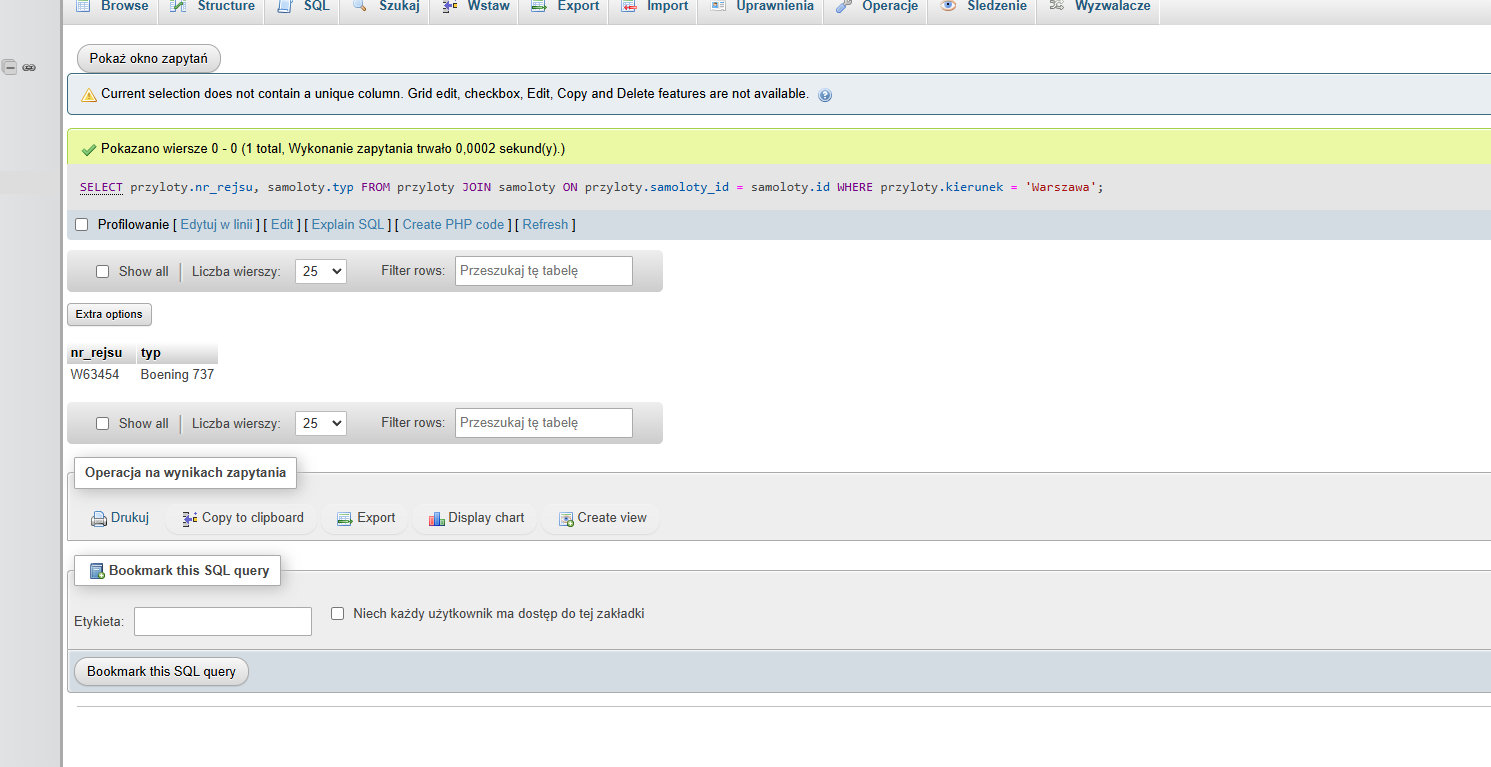 Browse Structure SQL Szukaj Wstaw Export Import Uprawnienia Operacje Śledzenie Wyzwalacze
Pokaż okno zapytań
Current selection does not contain a unique column. Grid edit, checkbox, Edit, Copy and Delete features are not available.
Pokazano wiersze 0 - 0 (1 total, Wykonanie zapytania trwało 0,0002 sekund(y).)
SELECT przyloty.nr_rejsu, samoloty.typ FROM przyloty JOIN samoloty ON przyloty.samoloty_id = samoloty.id WHERE przyloty.kierunek = 'Warszawa';
Profilowanie [ Edytuj w linii ] [ Edit ] [ Explain SQL ] [ Create PHP code ] [ Refresh ]
Show all Liczba wierszy: 25 Filter rows: Przeszukaj tę tabelę
Extra options
nr_rejsu typ
W63454 Boening 737
Show all Liczba wierszy: 25 Filter rows: Przeszukaj tę tabelę
Operacja na wynikach zapytania
Drukuj Copy to clipboard Export Display chart Create view
Bookmark this SQL query
Etykieta: Niech każdy użytkownik ma dostęp do tej zakładki
Bookmark this SQL query